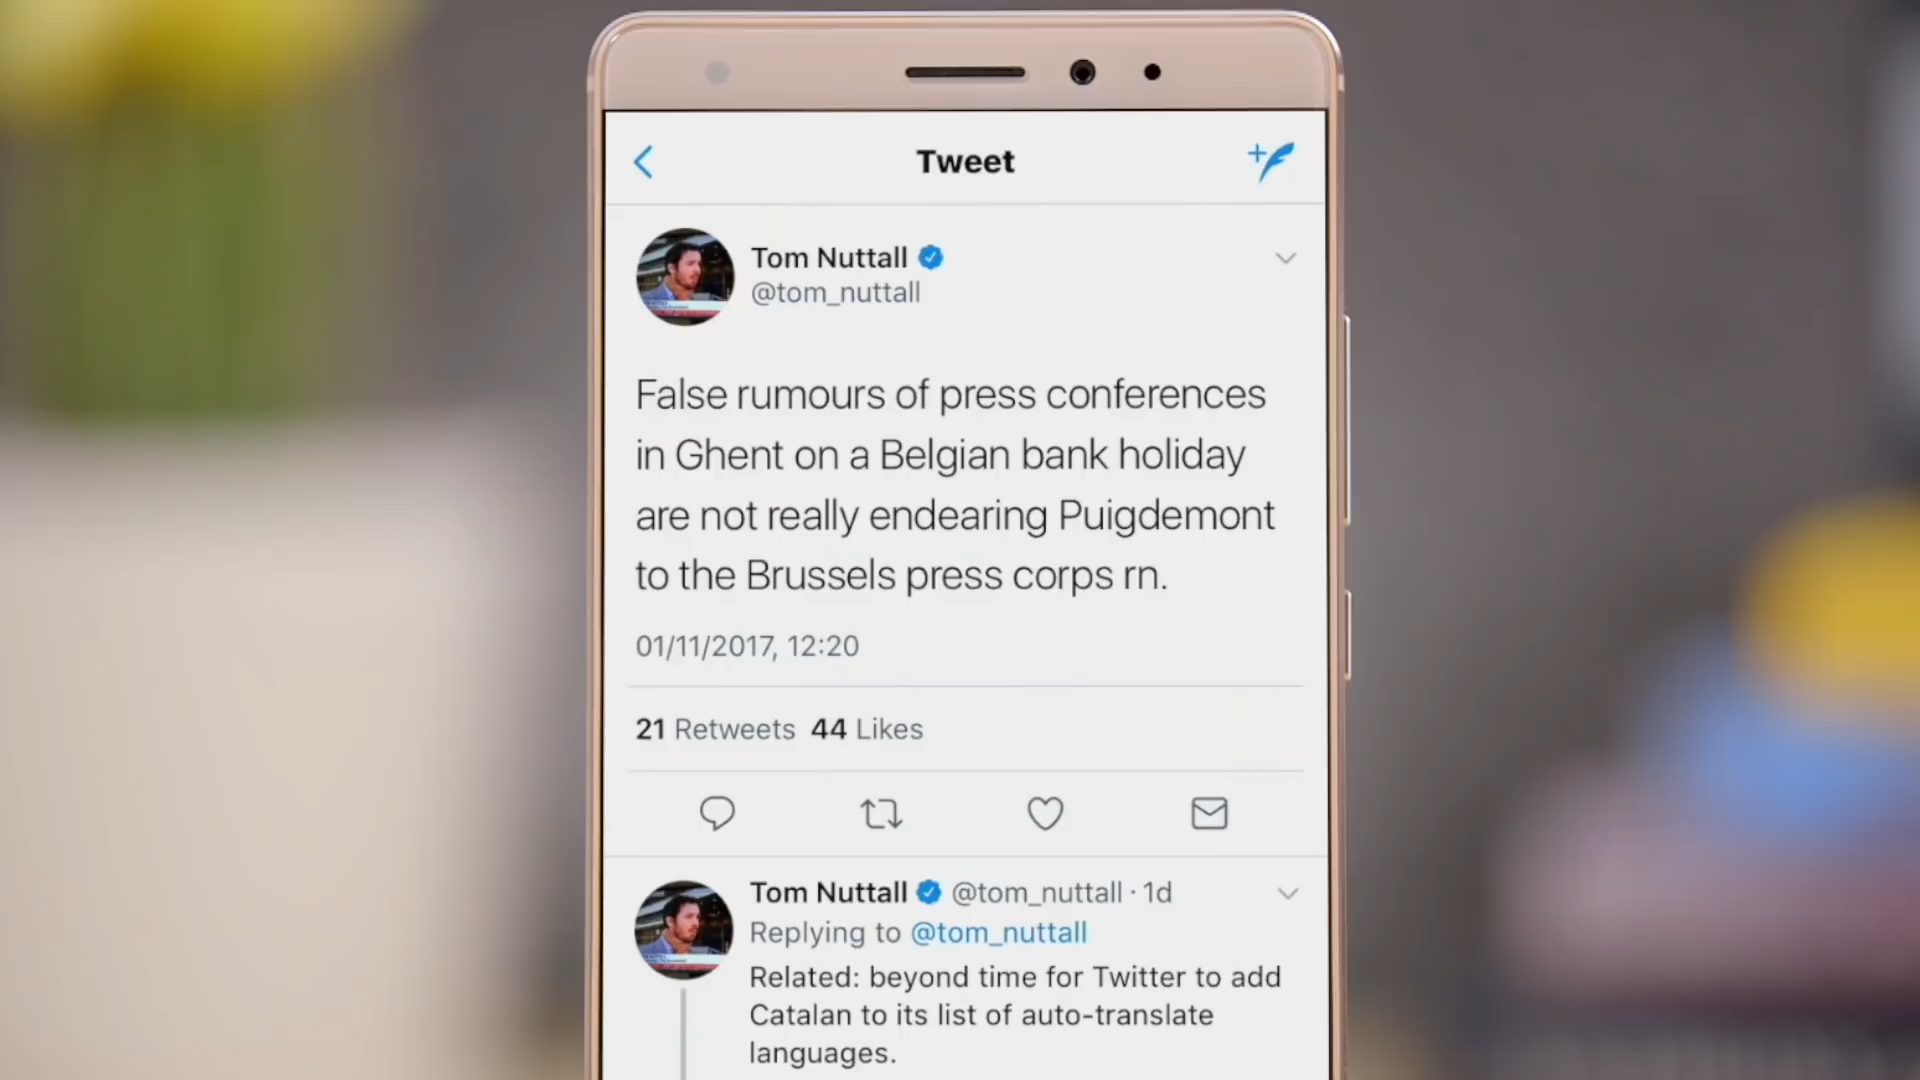 Tweet
Tom Nuttall
@tom_nuttall
False rumours of press conferences
in Ghent on a Belgian bank holiday
are not really endearing Puigdemont
to the Brussels press corps rn.
01/11/2017, 12:20
21 Retweets 44 Likes
Tom Nuttall @tom_nuttall · 1d
Replying to @tom_nuttall
Related: beyond time for Twitter to add
Catalan to its list of auto-translate
languages.